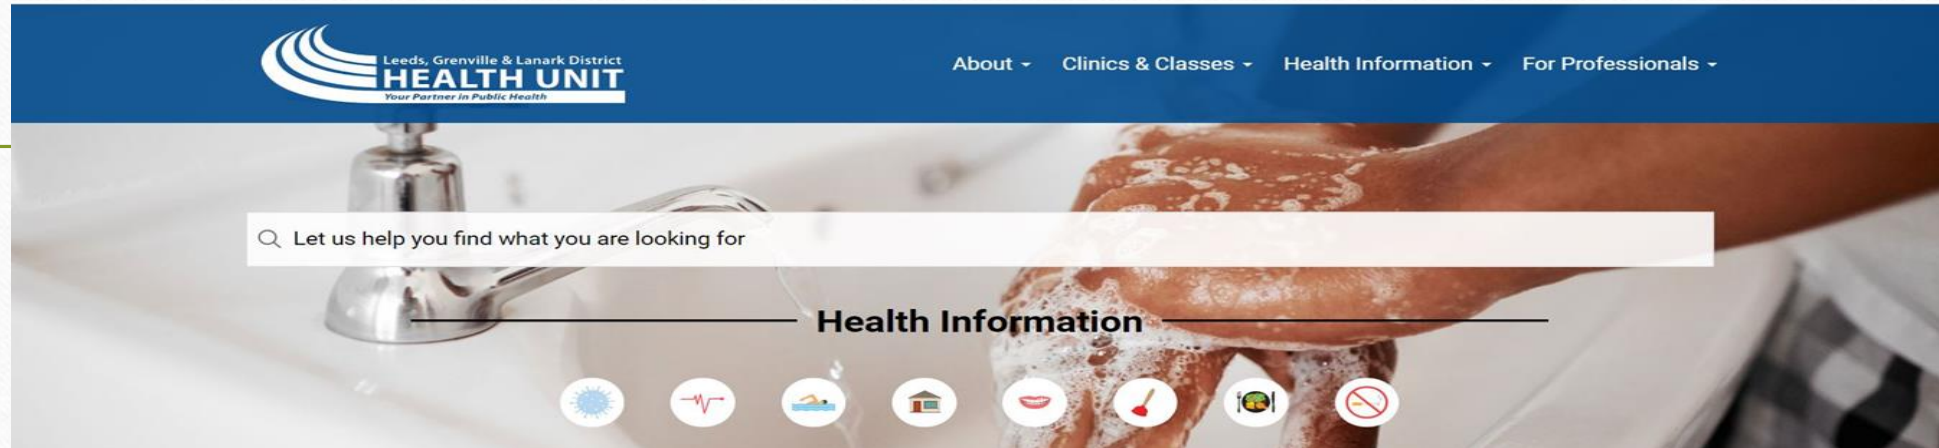 Leeds, Grenville & Lanark District
HEALTH UNIT
Your Partner in Public Health
About
Clinics & Classes
Health Information
For Professionals
Let us help you find what you are looking for
Health Information